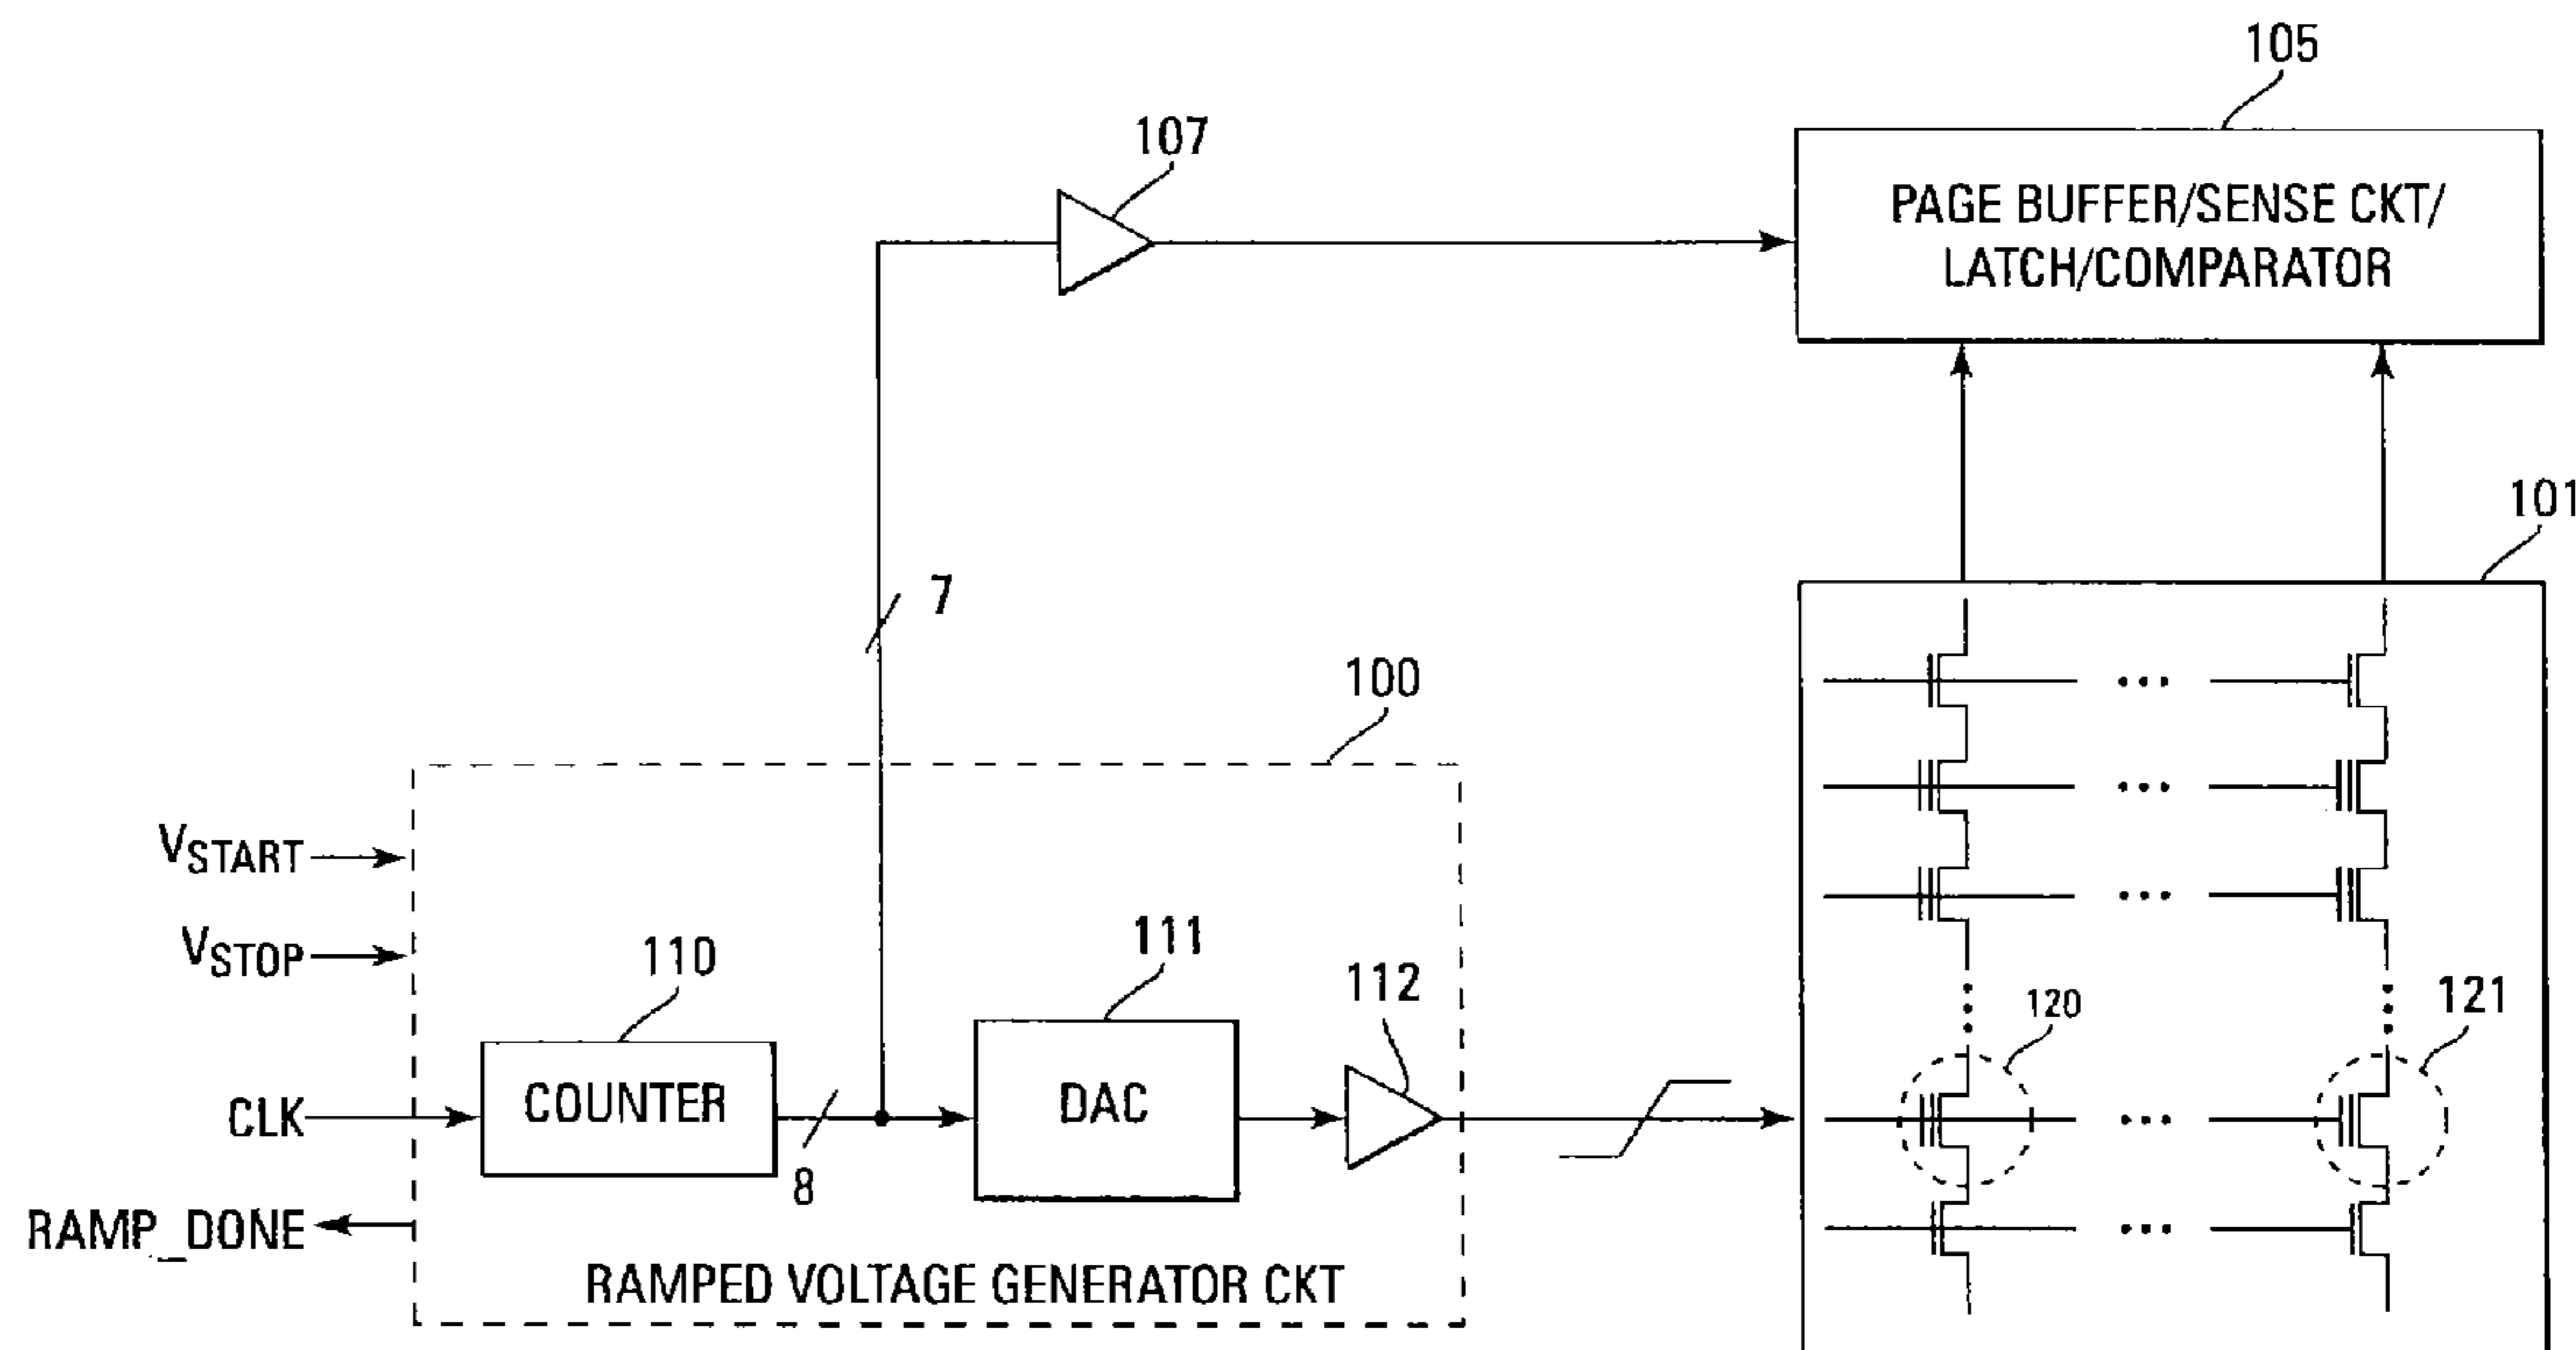 105
107
PAGE BUFFER/SENSE CKT/
LATCH/COMPARATOR
101
7
100
VSTART
VSTOP
110
111
112
120
121
COUNTER
DAC
CLK
8
RAMP_DONE
RAMPED VOLTAGE GENERATOR CKT